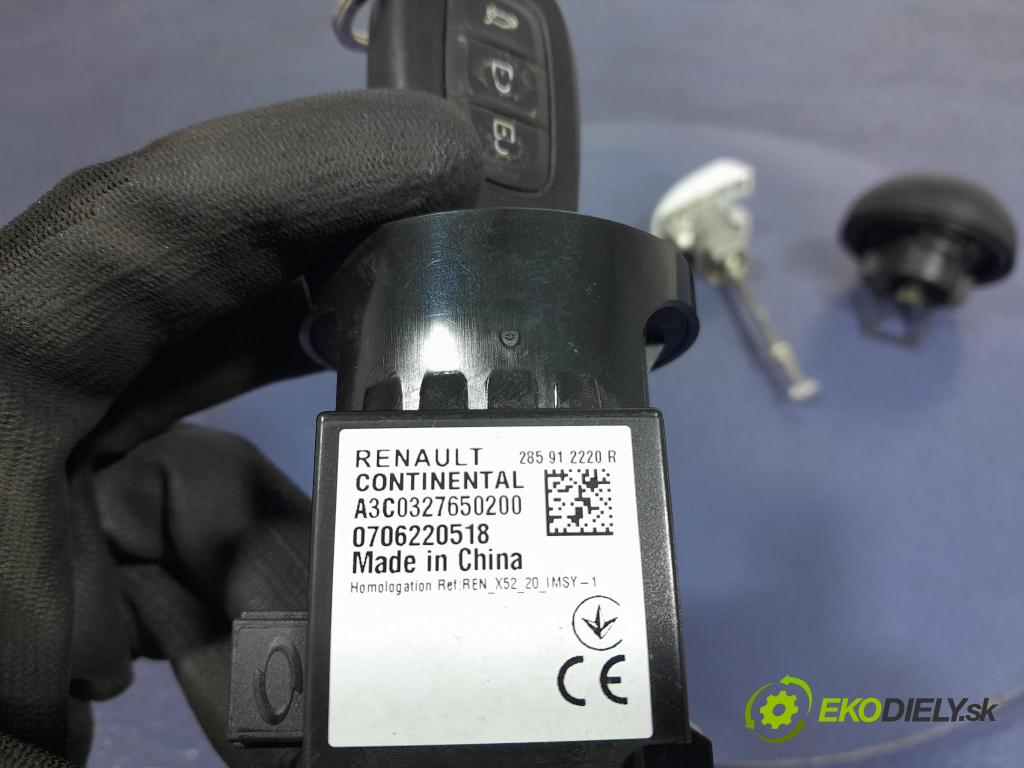 RENAULT 285 91 2220 R
CONTINENTAL
A3C0327650200
0706220518
Made in China
Homologation Ref:REN_X52_20_IMSY-1
CE
EKODIELY.sk